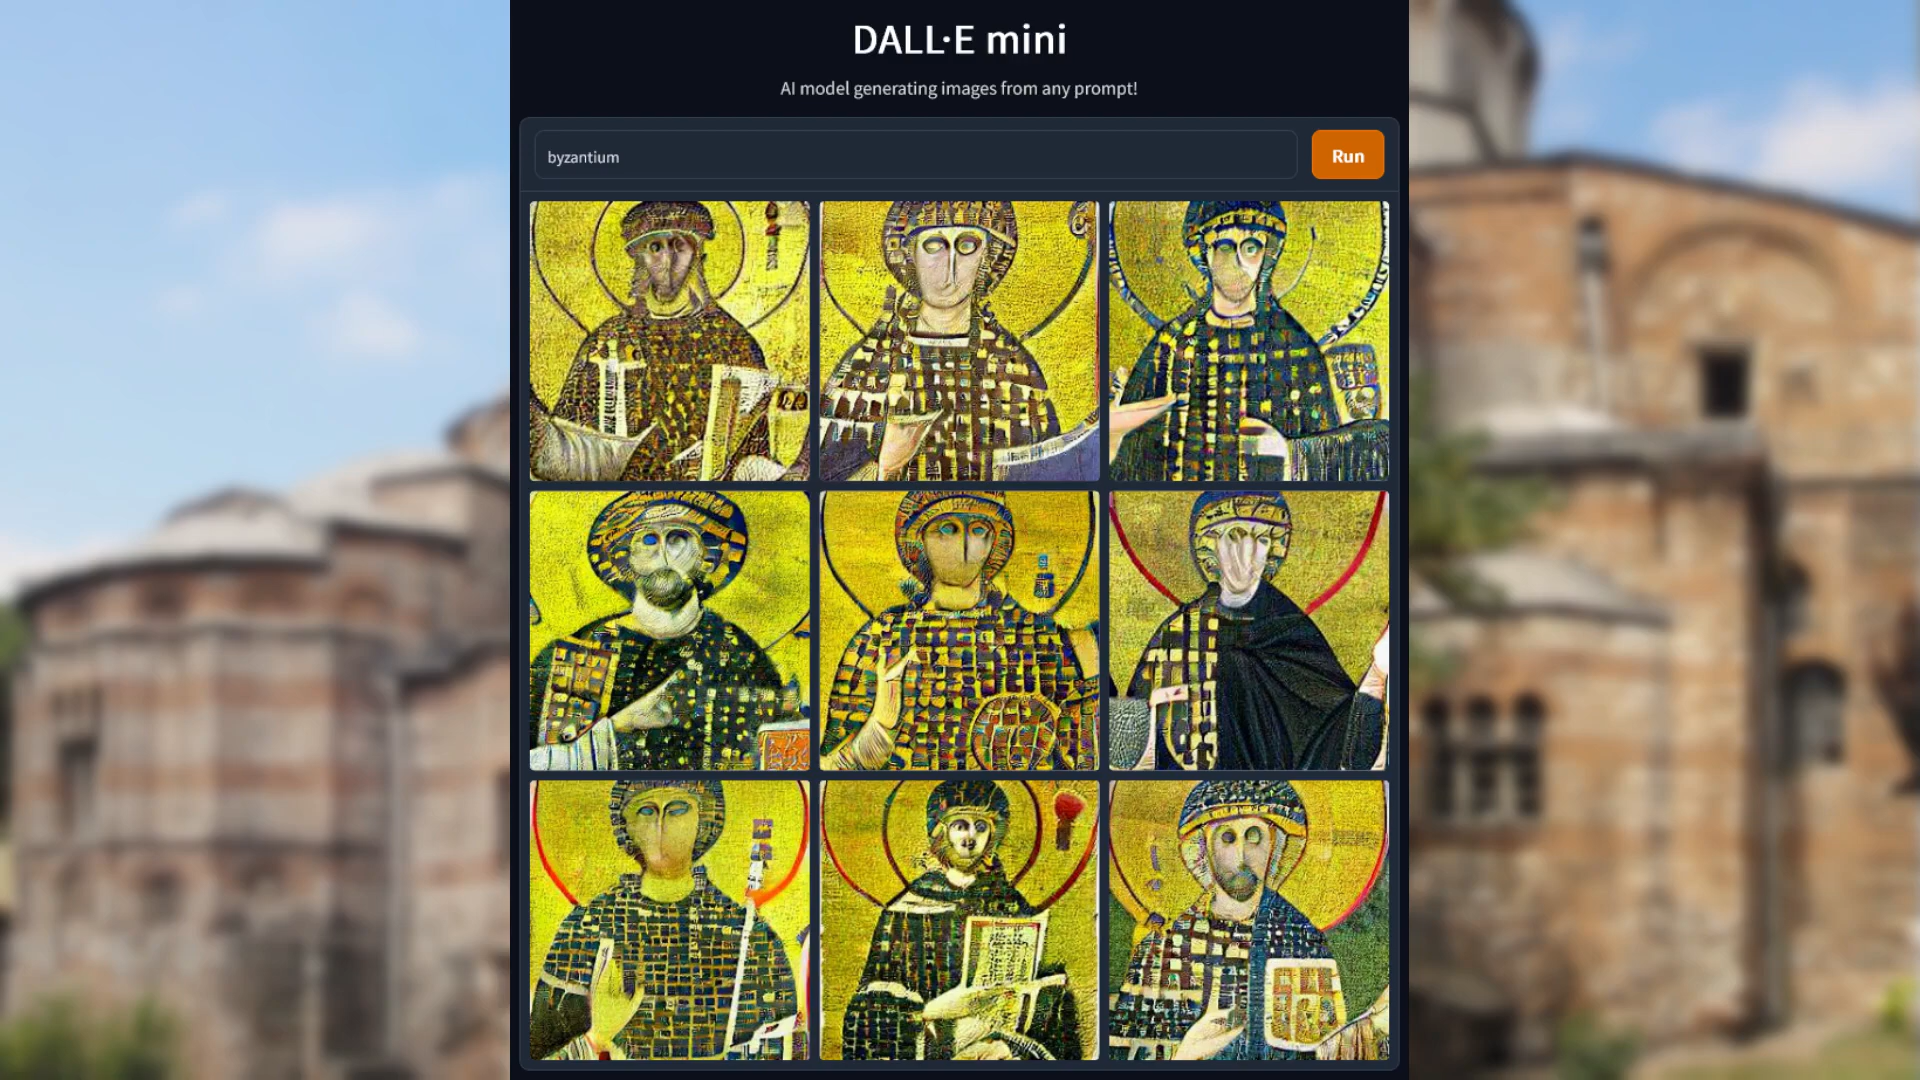 DALL·E mini
AI model generating images from any prompt!
byzantium
Run